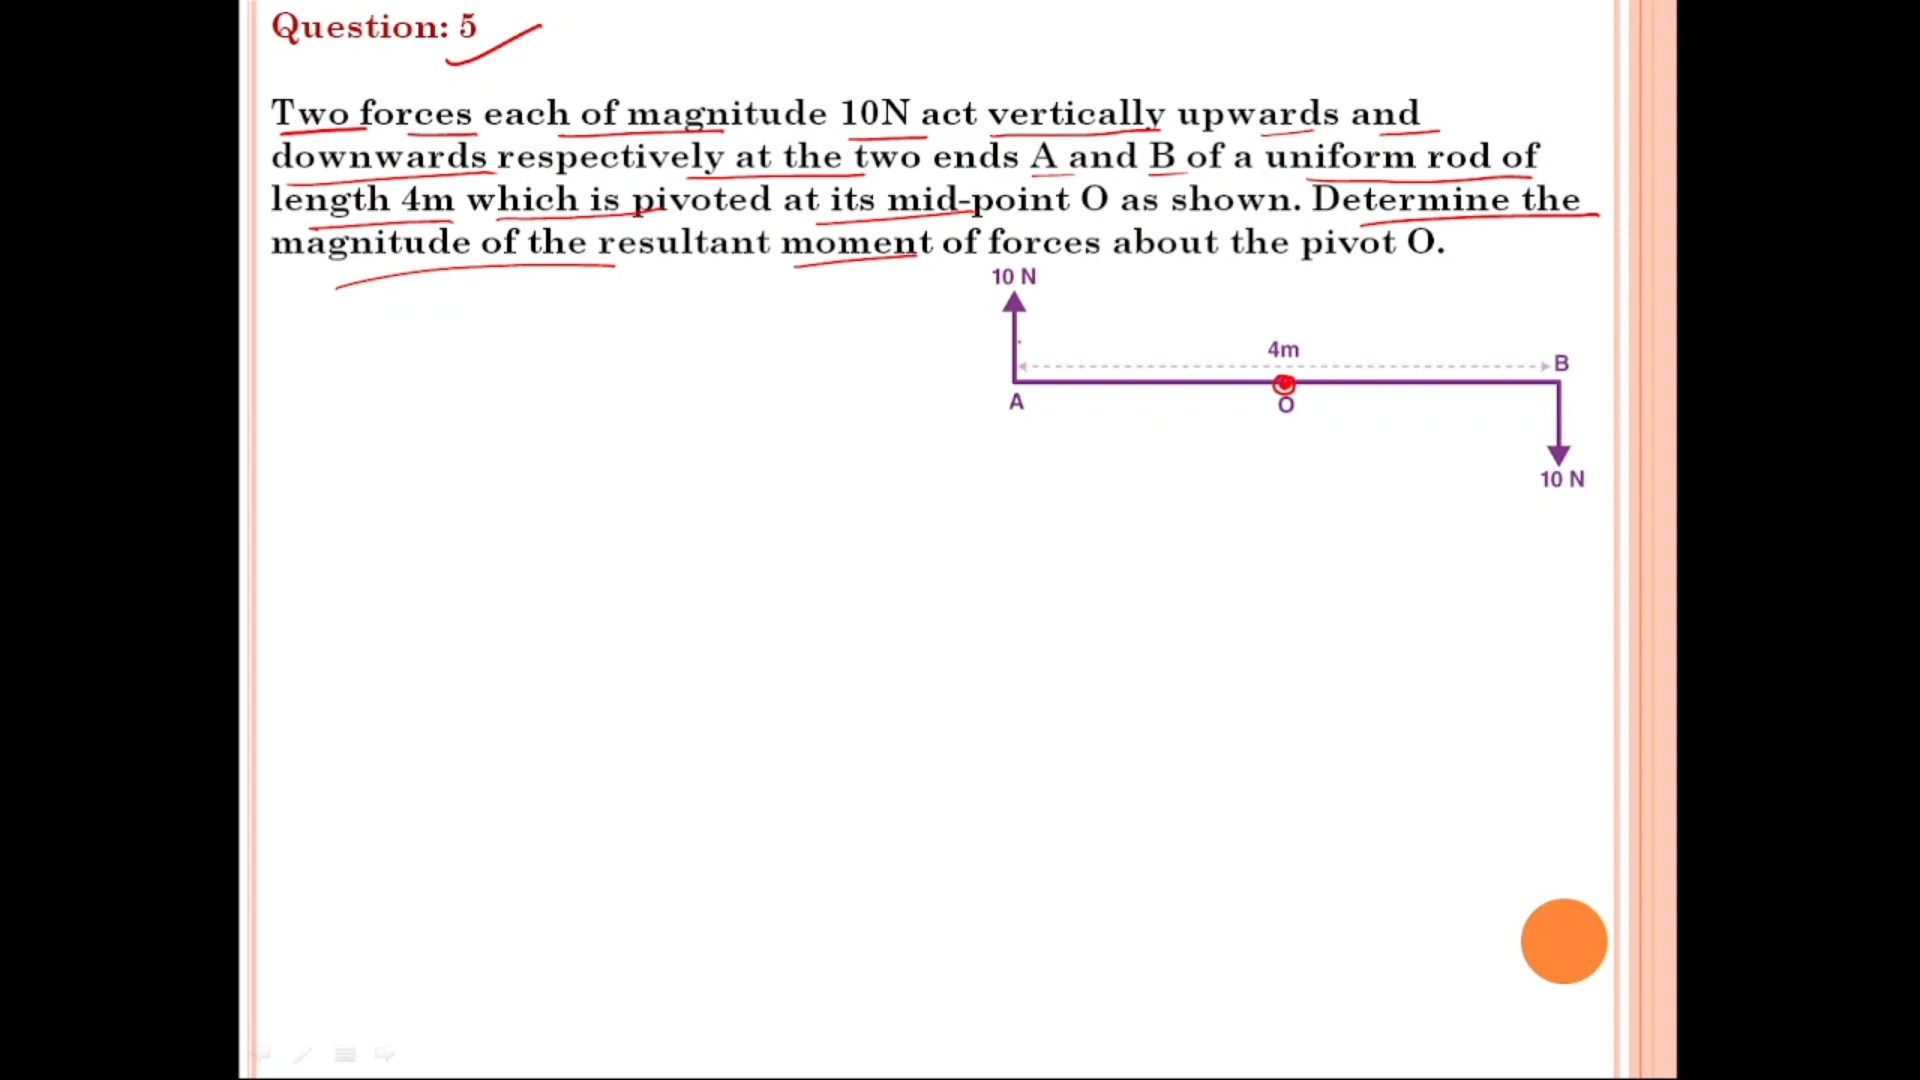 Question: 5
Two forces each of magnitude 10N act vertically upwards and
downwards respectively at the two ends A and B of a uniform rod of
length 4m which is pivoted at its mid-point O as shown. Determine the
magnitude of the resultant moment of forces about the pivot O.
10 N
4m
B
A
O
10 N